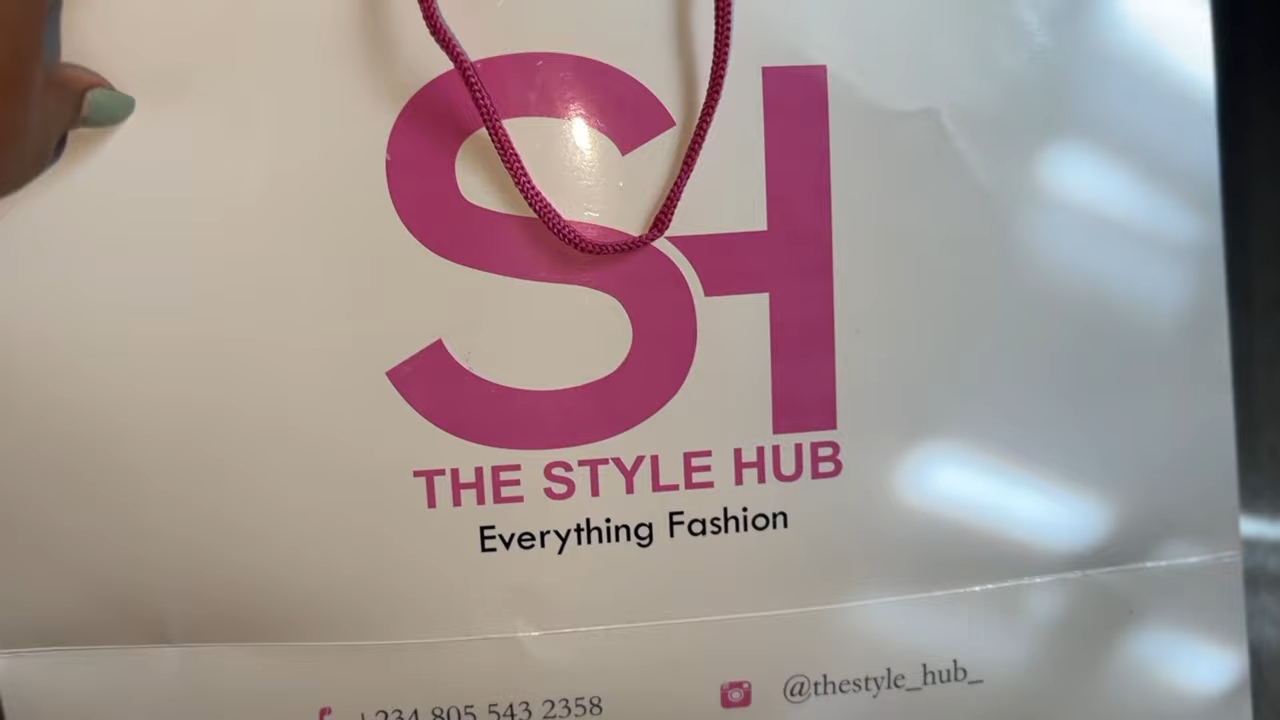 SH
THE STYLE HUB
Everything Fashion
+234 805 543 2358
@thestyle_hub_